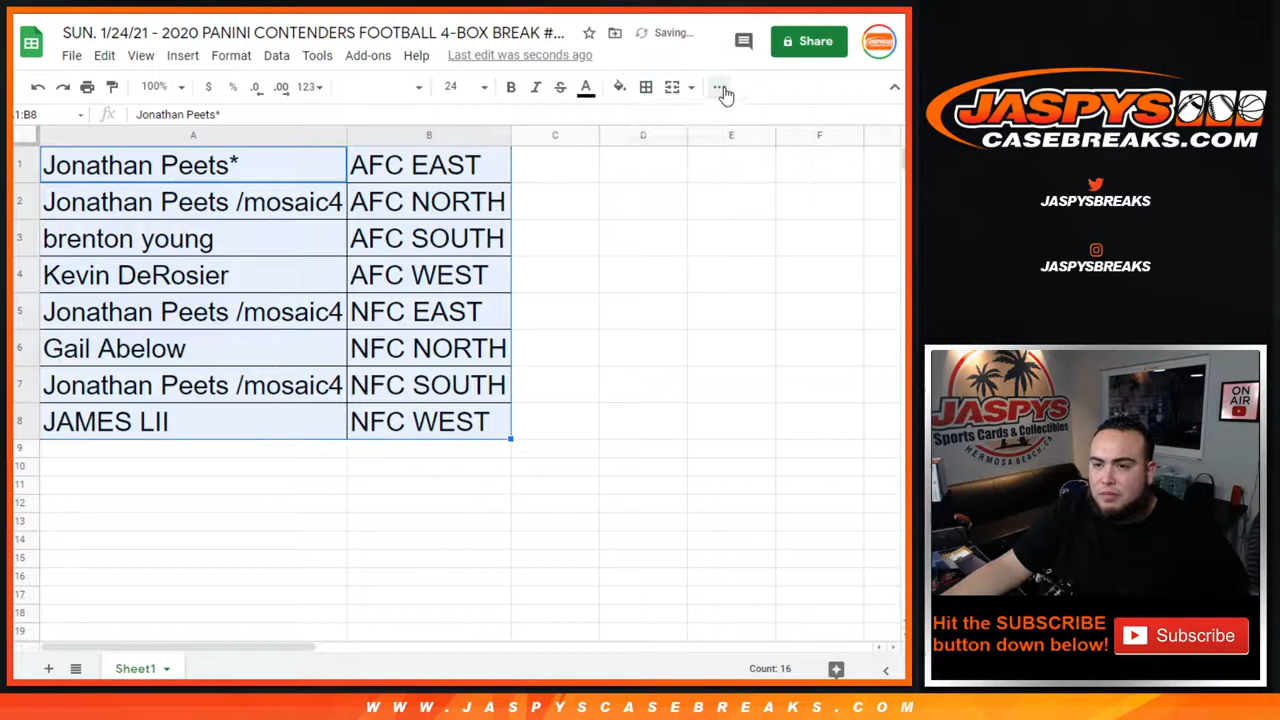 SUN. 1/24/21 - 2020 PANINI CONTENDERS FOOTBALL 4-BOX BREAK #...
Saving...
Share
File Edit View Insert Format Data Tools Add-ons Help Last edit was seconds ago
100% $ % .0 .00 123 24 B I S A
1:B8 fx Jonathan Peets*
A B C D E F
1 Jonathan Peets* AFC EAST
2 Jonathan Peets /mosaic4 AFC NORTH
3 brenton young AFC SOUTH
4 Kevin DeRosier AFC WEST
5 Jonathan Peets /mosaic4 NFC EAST
6 Gail Abelow NFC NORTH
7 Jonathan Peets /mosaic4 NFC SOUTH
8 JAMES LII NFC WEST
9
10
11
12
13
14
15
16
17
18
19
Sheet1
Count: 16
JASPYS
CASEBREAKS.COM
JASPYSBREAKS
JASPYSBREAKS
JASPYS
Sports Cards & Collectibles
HERMOSA BEACH, CA
ON
AIR
Hit the SUBSCRIBE
button down below!
Subscribe
WWW.JASPYSCASEBREAKS.COM